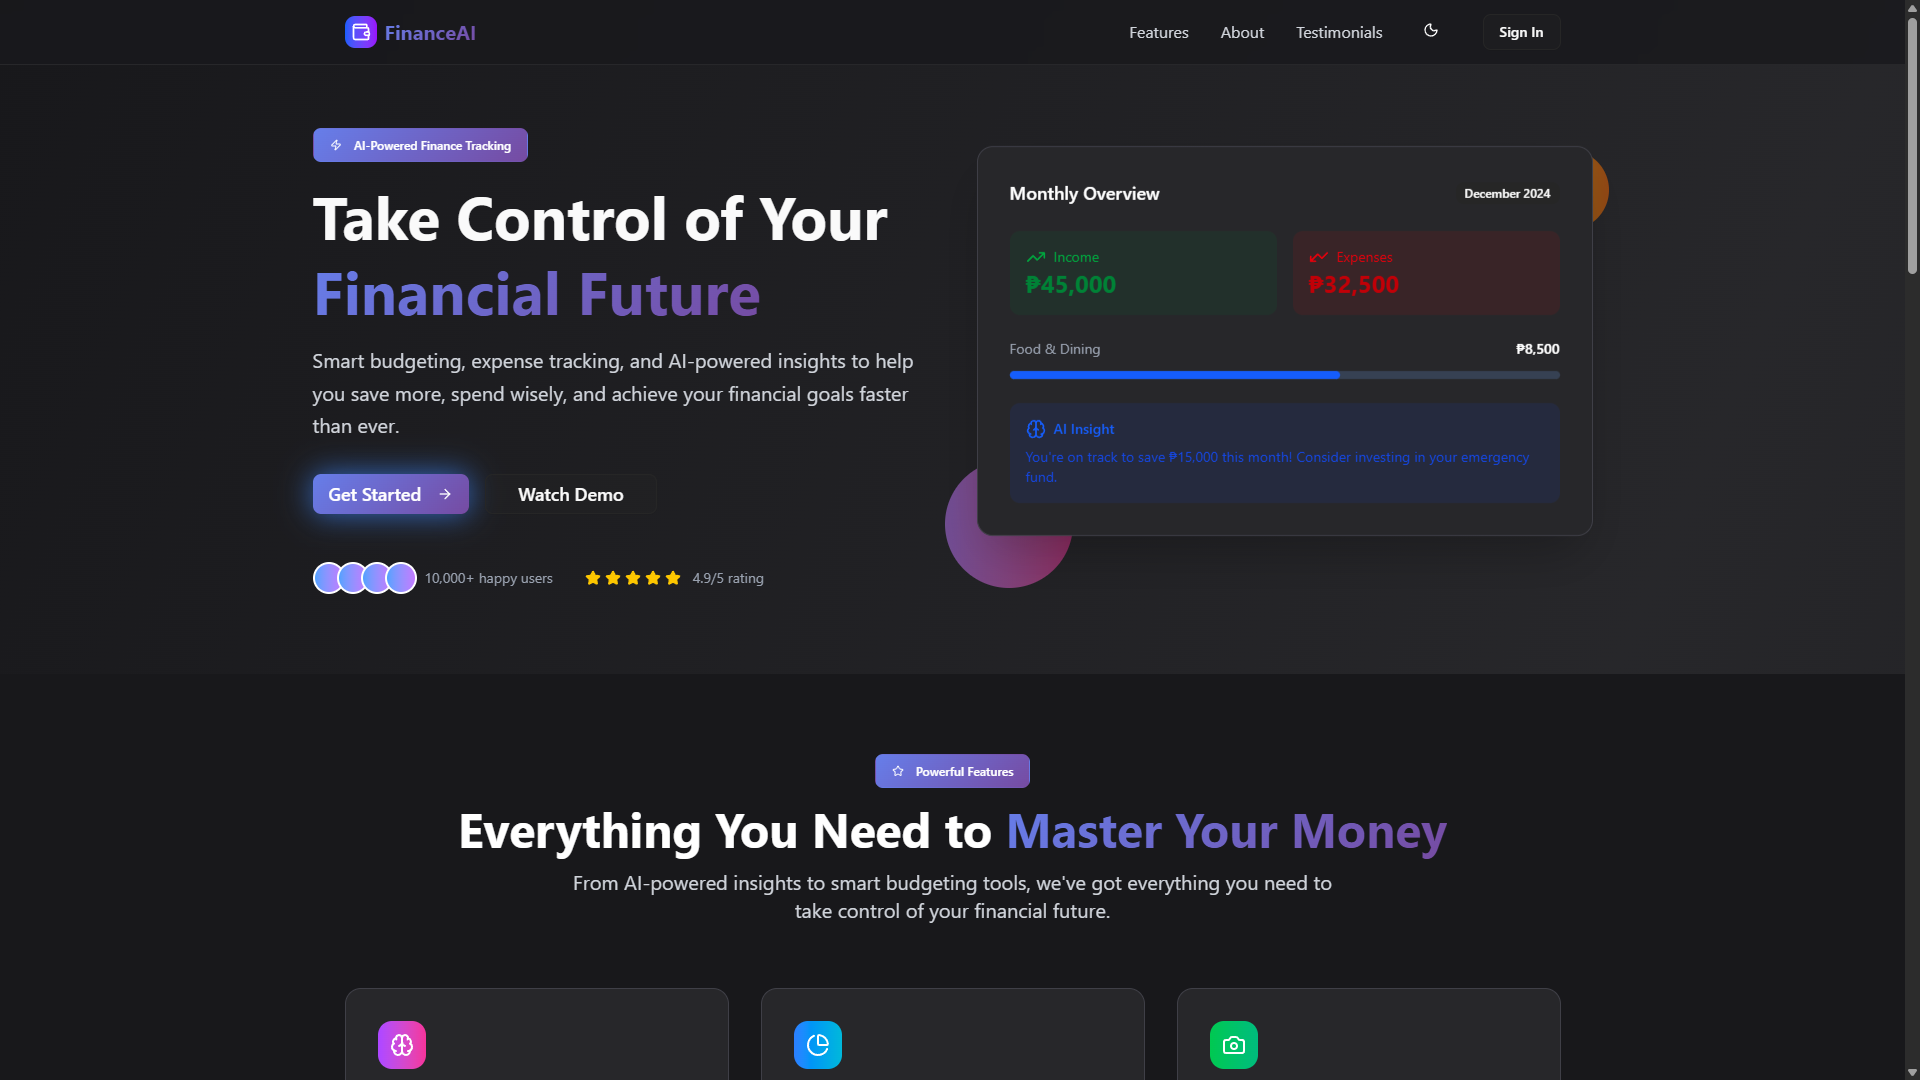 FinanceAI
Features
About
Testimonials
Sign In
AI-Powered Finance Tracking
Take Control of Your
Financial Future
Smart budgeting, expense tracking, and AI-powered insights to help
you save more, spend wisely, and achieve your financial goals faster
than ever.
Get Started
Watch Demo
10,000+ happy users
4.9/5 rating
Monthly Overview
December 2024
Income
₱45,000
Expenses
₱32,500
Food & Dining
₱8,500
AI Insight
You're on track to save ₱15,000 this month! Consider investing in your emergency
fund.
Powerful Features
Everything You Need to Master Your Money
From AI-powered insights to smart budgeting tools, we've got everything you need to
take control of your financial future.